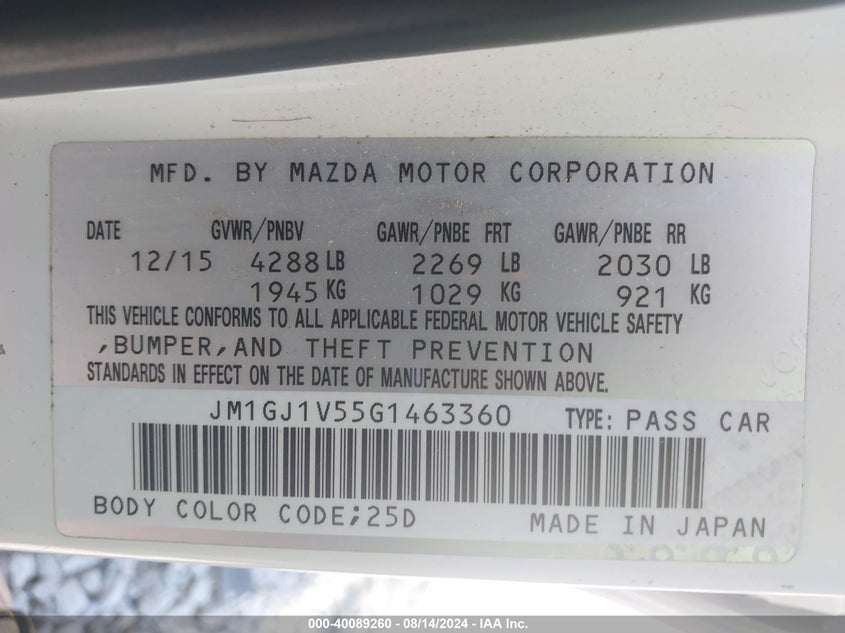 MFD. BY MAZDA MOTOR CORPORATION
DATE GVWR/PNBV GAWR/PNBE FRT GAWR/PNBE RR
12/15 4288 LB 2269 LB 2030 LB
1945 KG 1029 KG 921 KG
THIS VEHICLE CONFORMS TO ALL APPLICABLE FEDERAL MOTOR VEHICLE SAFETY
,BUMPER,AND THEFT PREVENTION
STANDARDS IN EFFECT ON THE DATE OF MANUFACTURE SHOWN ABOVE.
JM1GJ1V55G1463360 TYPE: PASS CAR
BODY COLOR CODE;25D MADE IN JAPAN
000-40089260 - 08/14/2024 - IAA Inc.